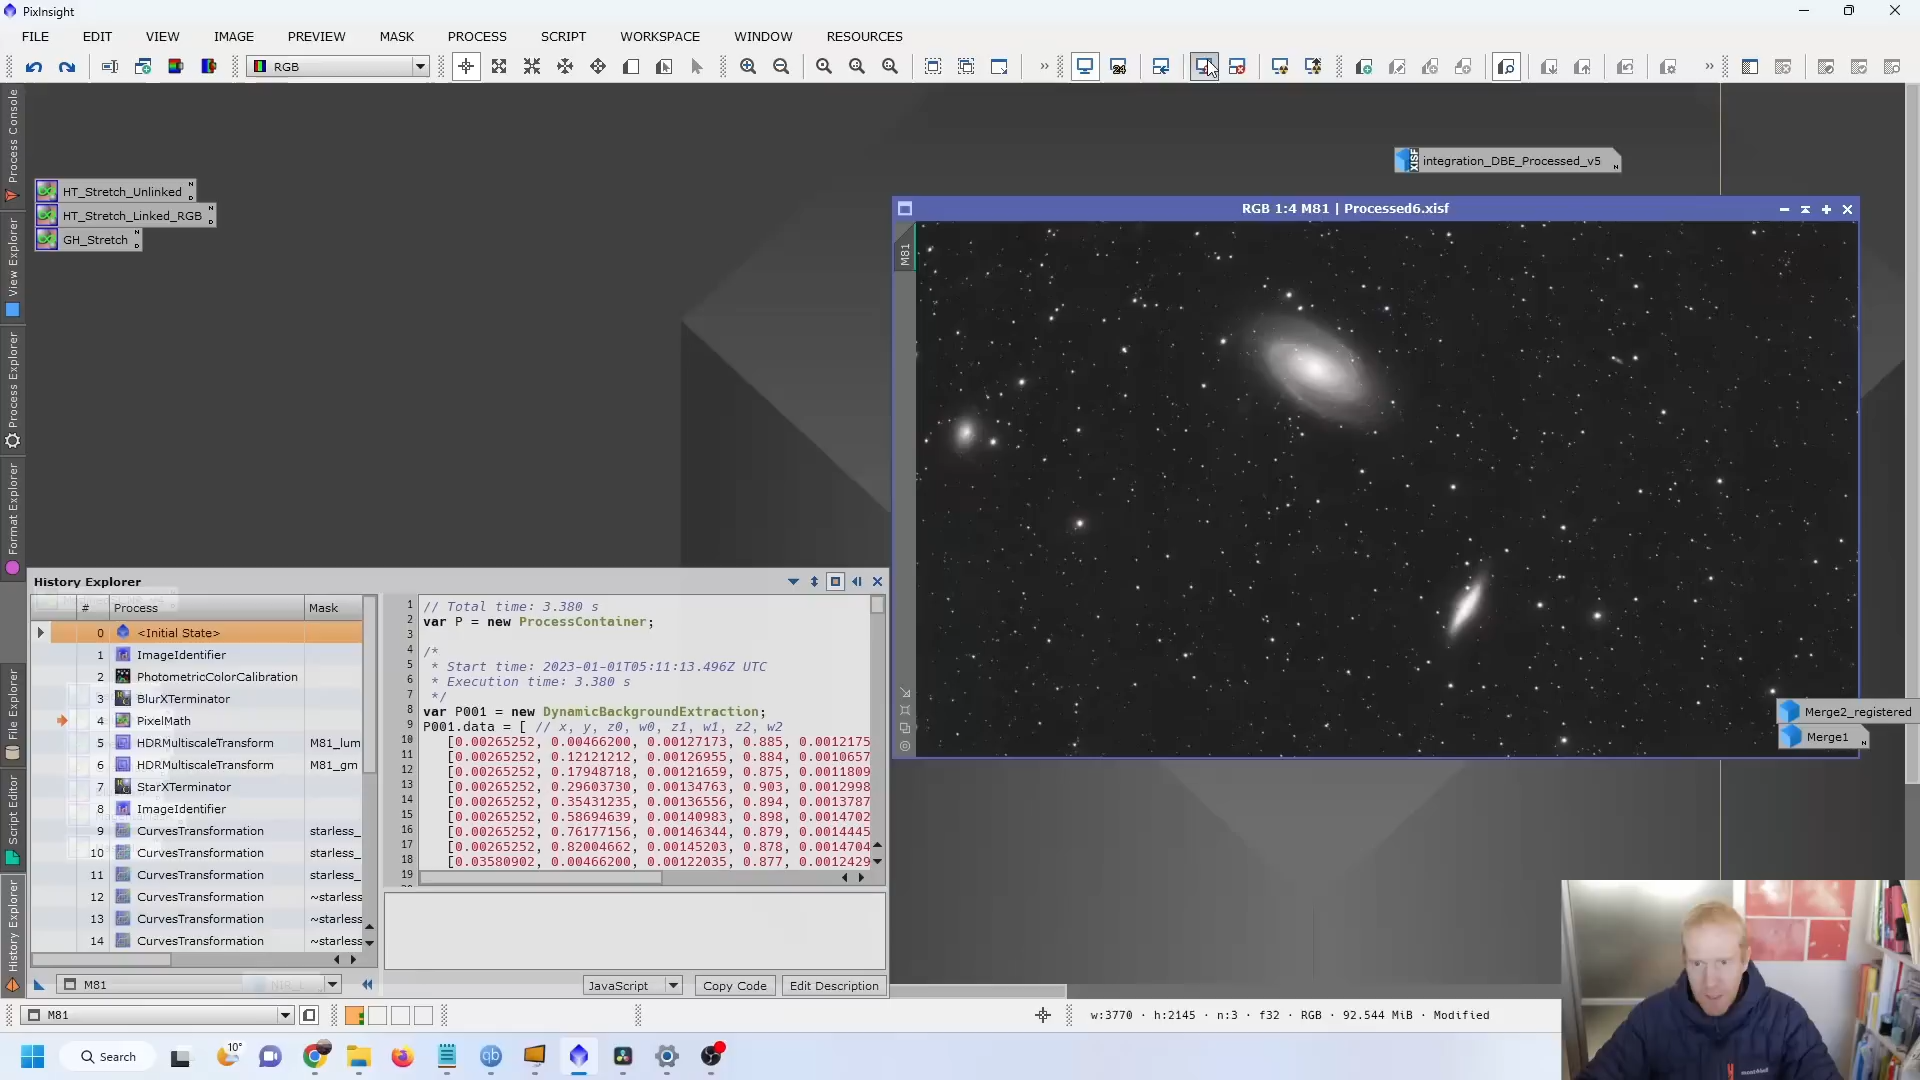 PixInsight
FILE EDIT VIEW IMAGE PREVIEW MASK PROCESS SCRIPT WORKSPACE WINDOW RESOURCES
RGB
24
Process Console
View Explorer
Process Explorer
Format Explorer
File Explorer
Script Editor
History Explorer
HT_Stretch_Unlinked
HT_Stretch_Linked_RGB
GH_Stretch
XISF integration_DBE_Processed_v5
RGB 1:4 M81 | Processed6.xisf
M81
Merge2_registered
Merge1
History Explorer
# Process Mask
0 <Initial State>
1 ImageIdentifier
2 PhotometricColorCalibration
3 BlurXTerminator
4 PixelMath
5 HDRMultiscaleTransform M81_lum
6 HDRMultiscaleTransform M81_gm
7 StarXTerminator
8 ImageIdentifier
9 CurvesTransformation starless_
10 CurvesTransformation starless_
11 CurvesTransformation starless_
12 CurvesTransformation ~starless
13 CurvesTransformation ~starless
14 CurvesTransformation ~starless
M81
1 // Total time: 3.380 s
2 var P = new ProcessContainer;
3
4 /*
5 * Start time: 2023-01-01T05:11:13.496Z UTC
6 * Execution time: 3.380 s
7 */
8 var P001 = new DynamicBackgroundExtraction;
9 P001.data = [ // x, y, z0, w0, z1, w1, z2, w2
10 [0.00265252, 0.00466200, 0.00127173, 0.885, 0.0012175
11 [0.00265252, 0.12121212, 0.00126955, 0.884, 0.0010657
12 [0.00265252, 0.17948718, 0.00121659, 0.875, 0.0011809
13 [0.00265252, 0.29603730, 0.00134763, 0.903, 0.0012998
14 [0.00265252, 0.35431235, 0.00136556, 0.894, 0.0013787
15 [0.00265252, 0.58694639, 0.00140983, 0.898, 0.0014702
16 [0.00265252, 0.76177156, 0.00146344, 0.879, 0.0014445
17 [0.00265252, 0.82004662, 0.00145203, 0.878, 0.0014704
18 [0.03580902, 0.00466200, 0.00122035, 0.877, 0.0012429
19
JavaScript Copy Code Edit Description
M81
w:3770 · h:2145 · n:3 · f32 · RGB · 92.544 MiB · Modified
Search
10°